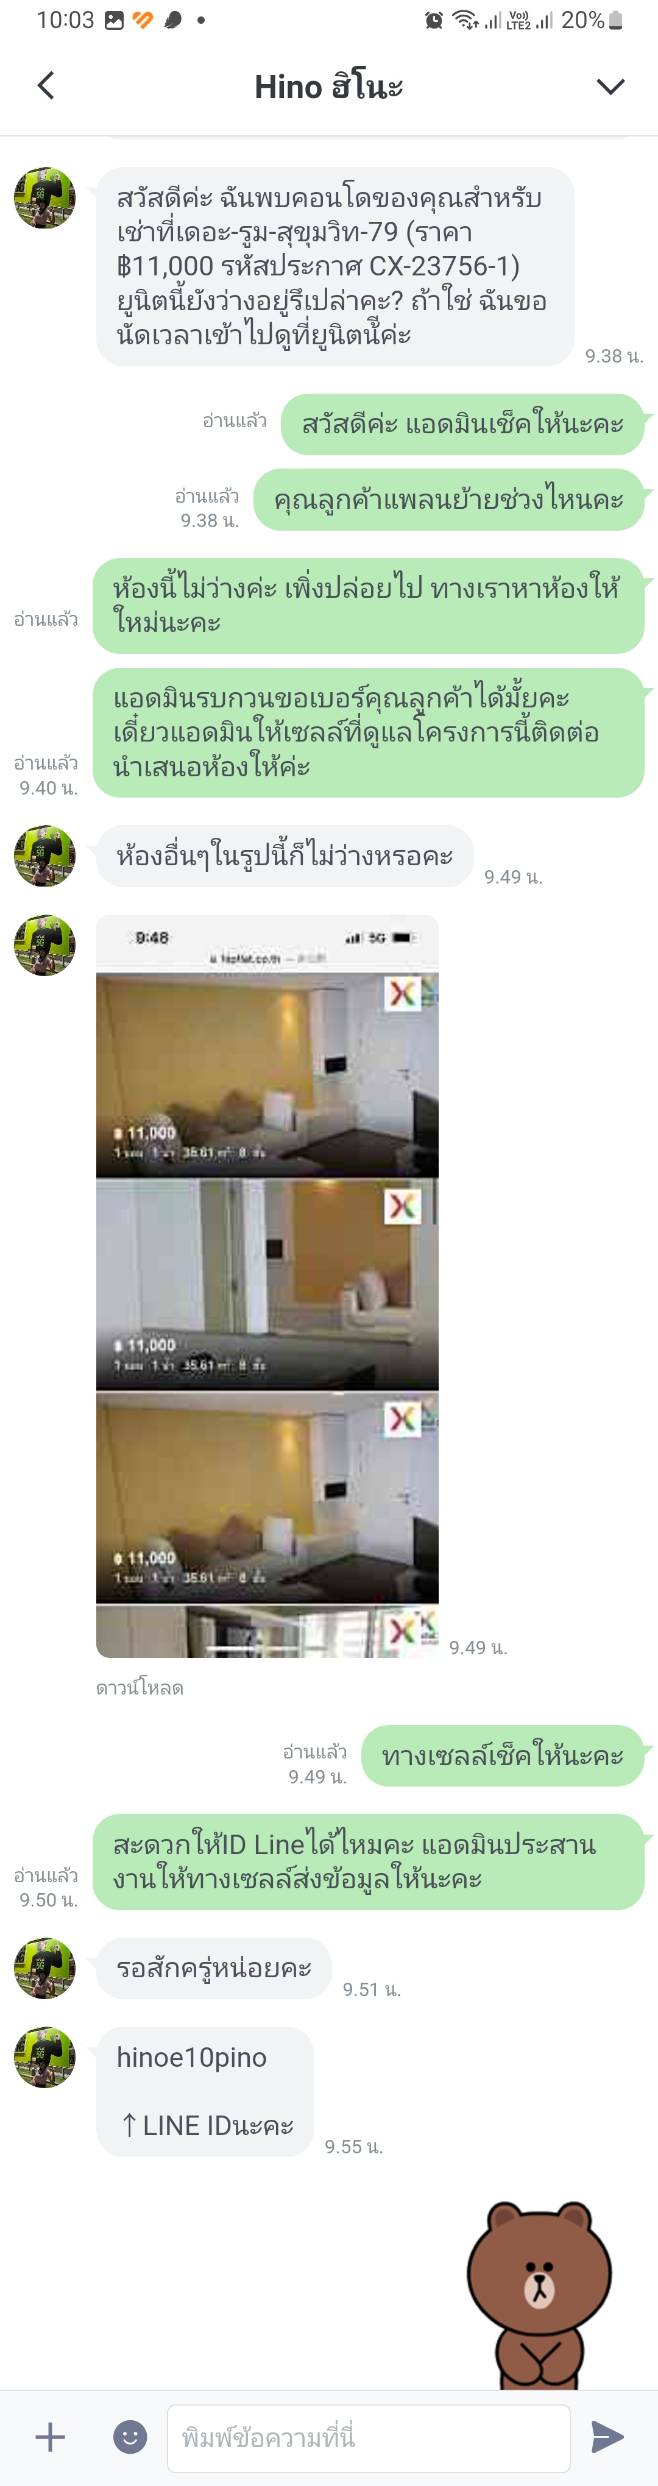 10:03
Vo))
LTE2
20%
Hino ฮิโนะ
สวัสดีค่ะ ฉันพบคอนโดของคุณสำหรับ
เช่าที่เดอะ-รูม-สุขุมวิท-79 (ราคา
฿11,000 รหัสประกาศ CX-23756-1)
ยูนิตนี้ยังว่างอยู่รึเปล่าคะ? ถ้าใช่ ฉันขอ
นัดเวลาเข้าไปดูที่ยูนิตนี้ค่ะ
9.38 น.
อ่านแล้ว
สวัสดีค่ะ แอดมินเช็คให้นะคะ
อ่านแล้ว
9.38 น.
คุณลูกค้าแพลนย้ายช่วงไหนคะ
ห้องนี้ไม่ว่างค่ะ เพิ่งปล่อยไป ทางเราหาห้องให้
ใหม่นะคะ
อ่านแล้ว
แอดมินรบกวนขอเบอร์คุณลูกค้าได้มั้ยคะ
เดี๋ยวแอดมินให้เซลล์ที่ดูแลโครงการนี้ติดต่อ
นำเสนอห้องให้ค่ะ
อ่านแล้ว
9.40 น.
ห้องอื่นๆในรูปนี้ก็ไม่ว่างหรอคะ
9.49 น.
9:48
5G
฿ 11,000
35.61
8
฿ 11,000
35.61
8
฿ 11,000
35.61
8
9.49 น.
ดาวน์โหลด
อ่านแล้ว
9.49 น.
ทางเซลล์เช็คให้นะคะ
สะดวกให้ID Lineได้ไหมคะ แอดมินประสาน
งานให้ทางเซลล์ส่งข้อมูลให้นะคะ
อ่านแล้ว
9.50 น.
รอสักครู่หน่อยคะ
9.51 น.
hinoe10pino
↑ LINE IDนะคะ
9.55 น.
พิมพ์ข้อความที่นี่